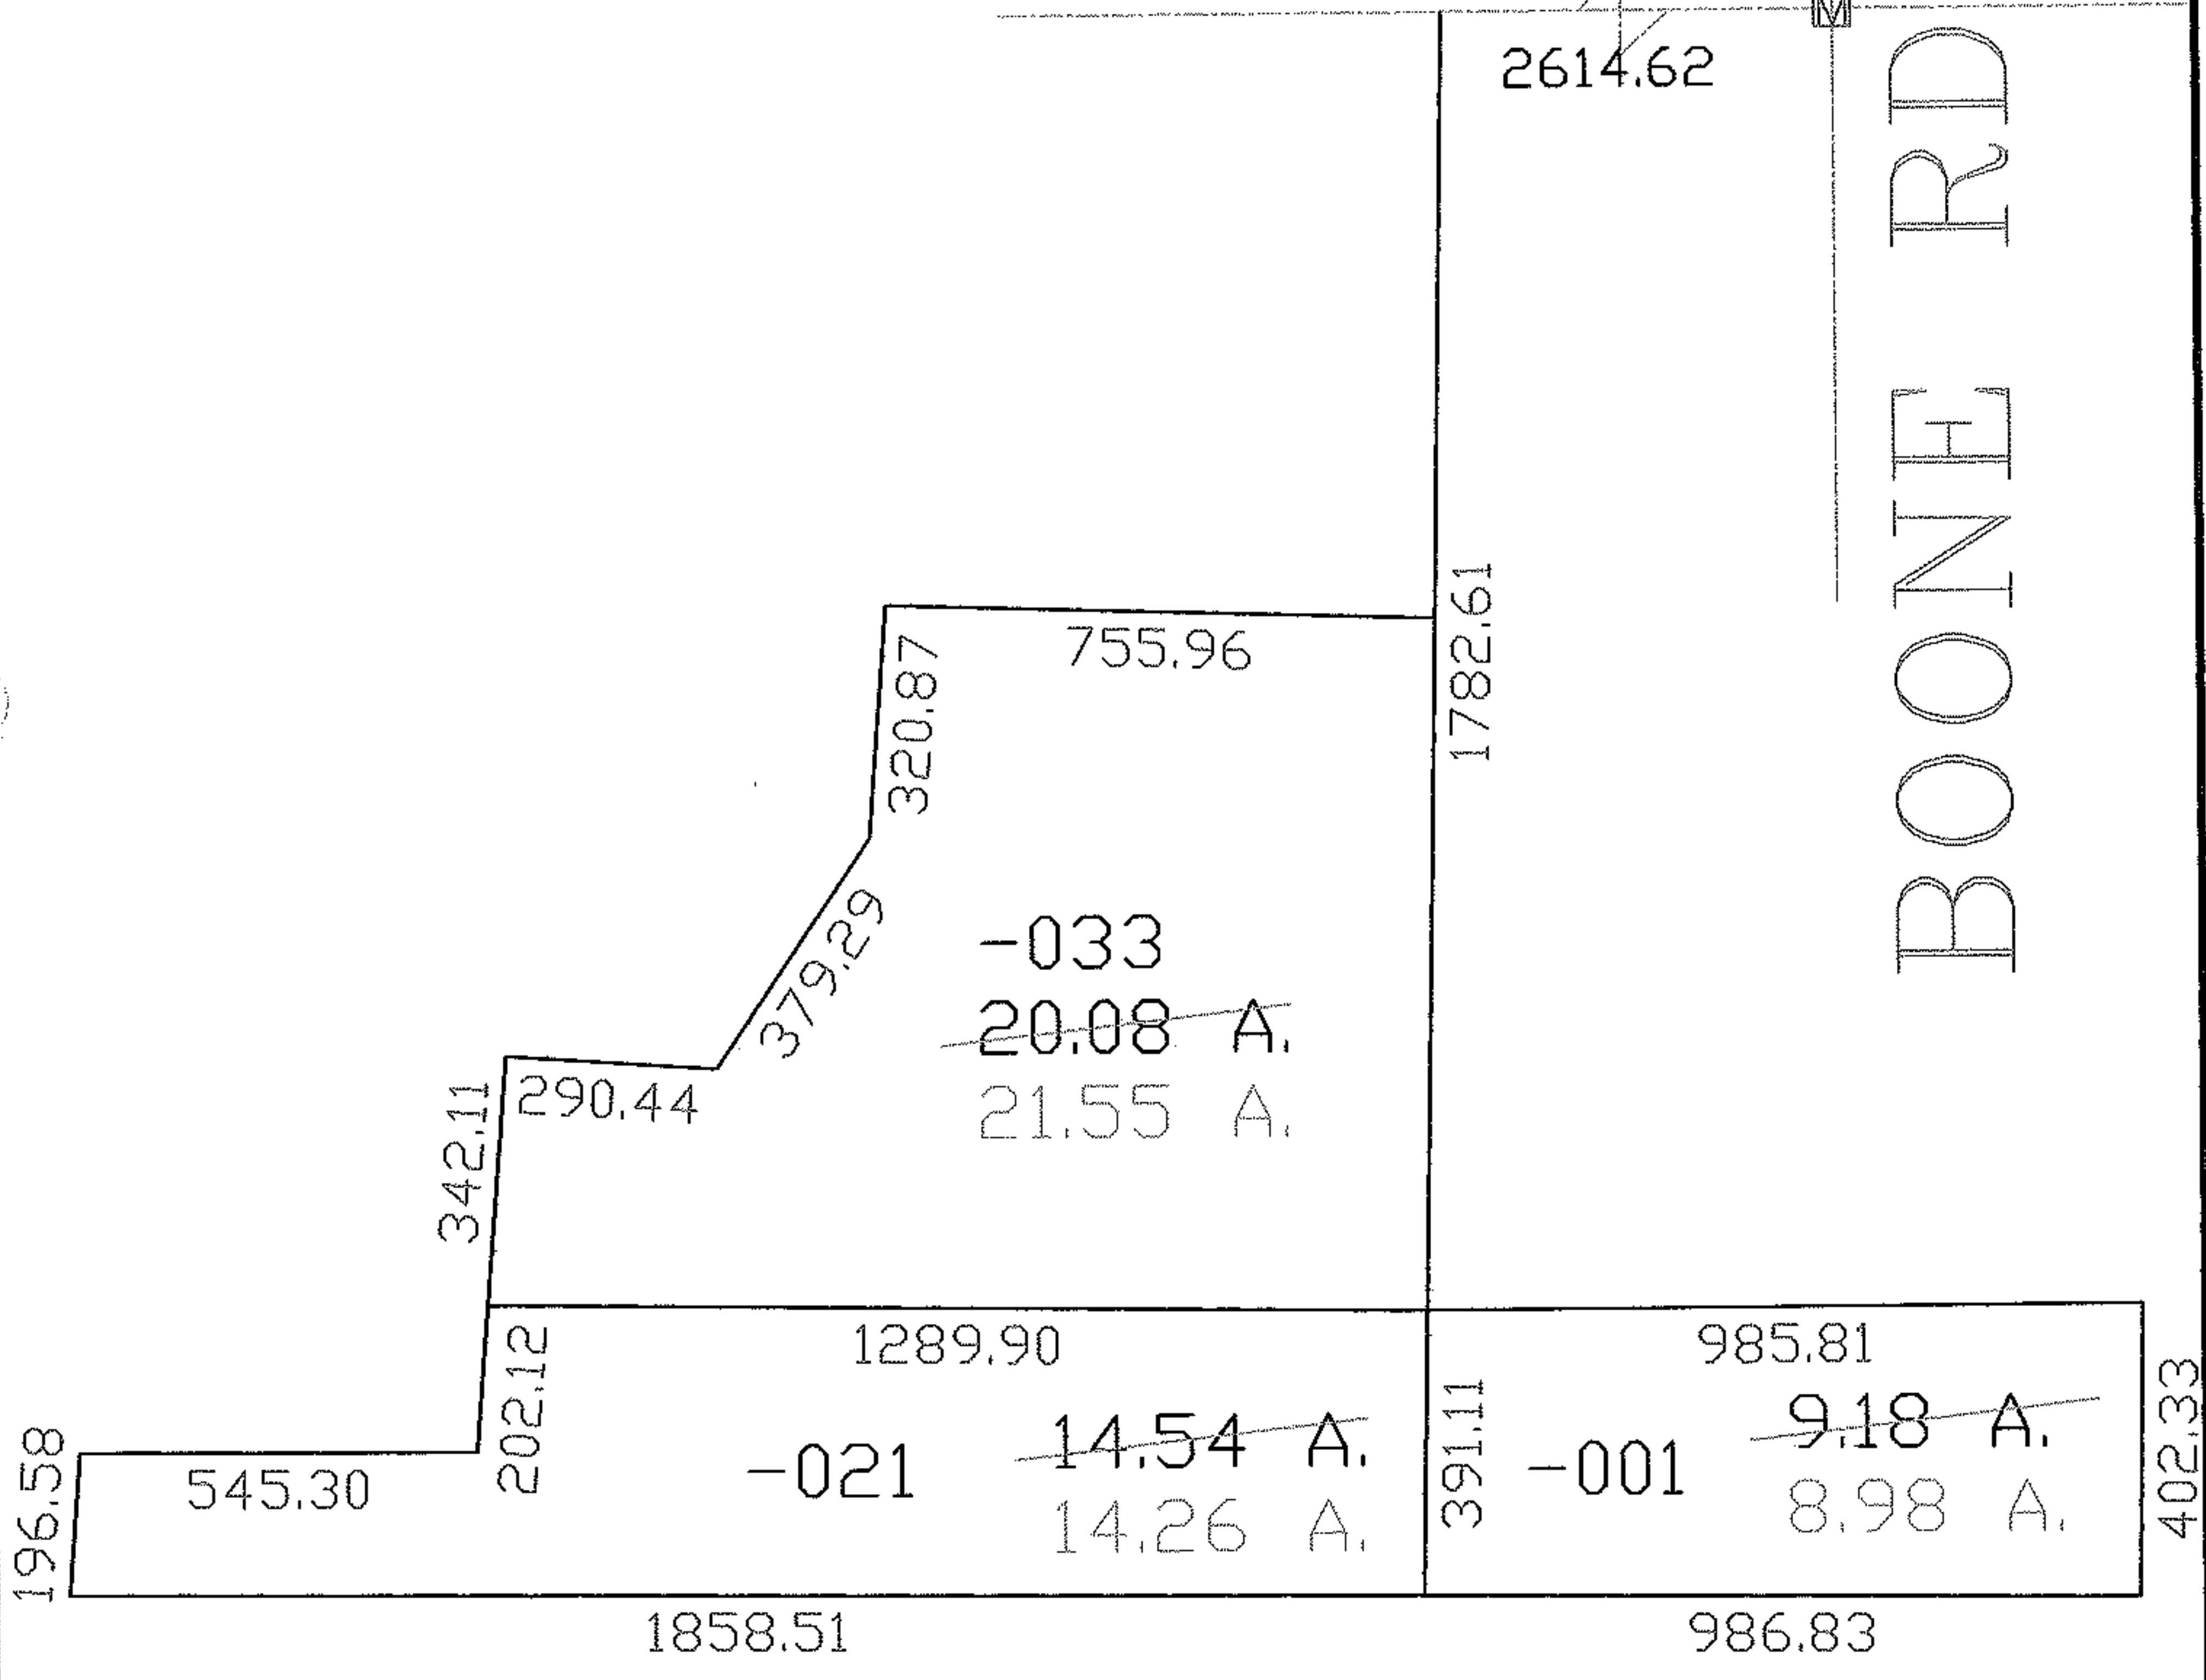 M
2614.62
BOONE RD
1782.61
755.96
320.87
379.29
-033
20.08 A.
21.55 A.
290.44
342.11
1289.90
985.81
202.12
391.11
402.33
14.54 A.
9.18 A.
-021
-001
14.26 A.
8.98 A.
545.30
196.58
1858.51
986.83